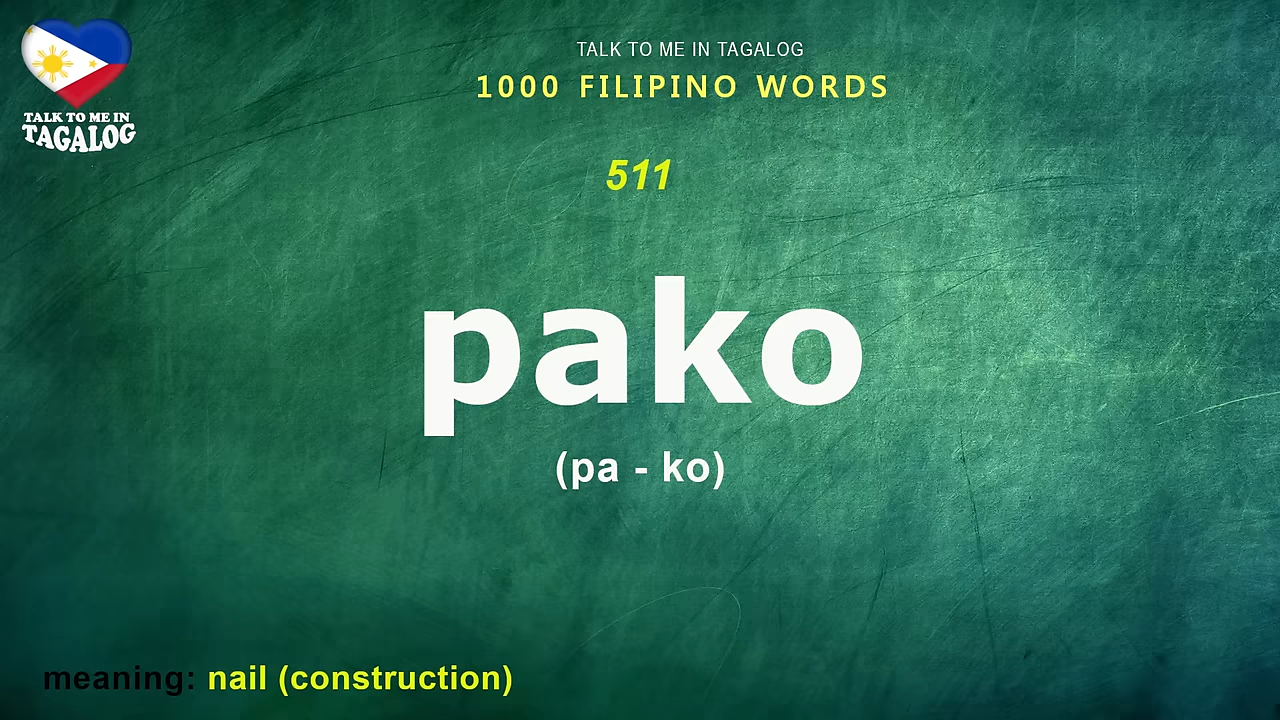 TALK TO ME IN
TAGALOG
TALK TO ME IN TAGALOG
1000 FILIPINO WORDS
511
pako
(pa - ko)
meaning: nail (construction)